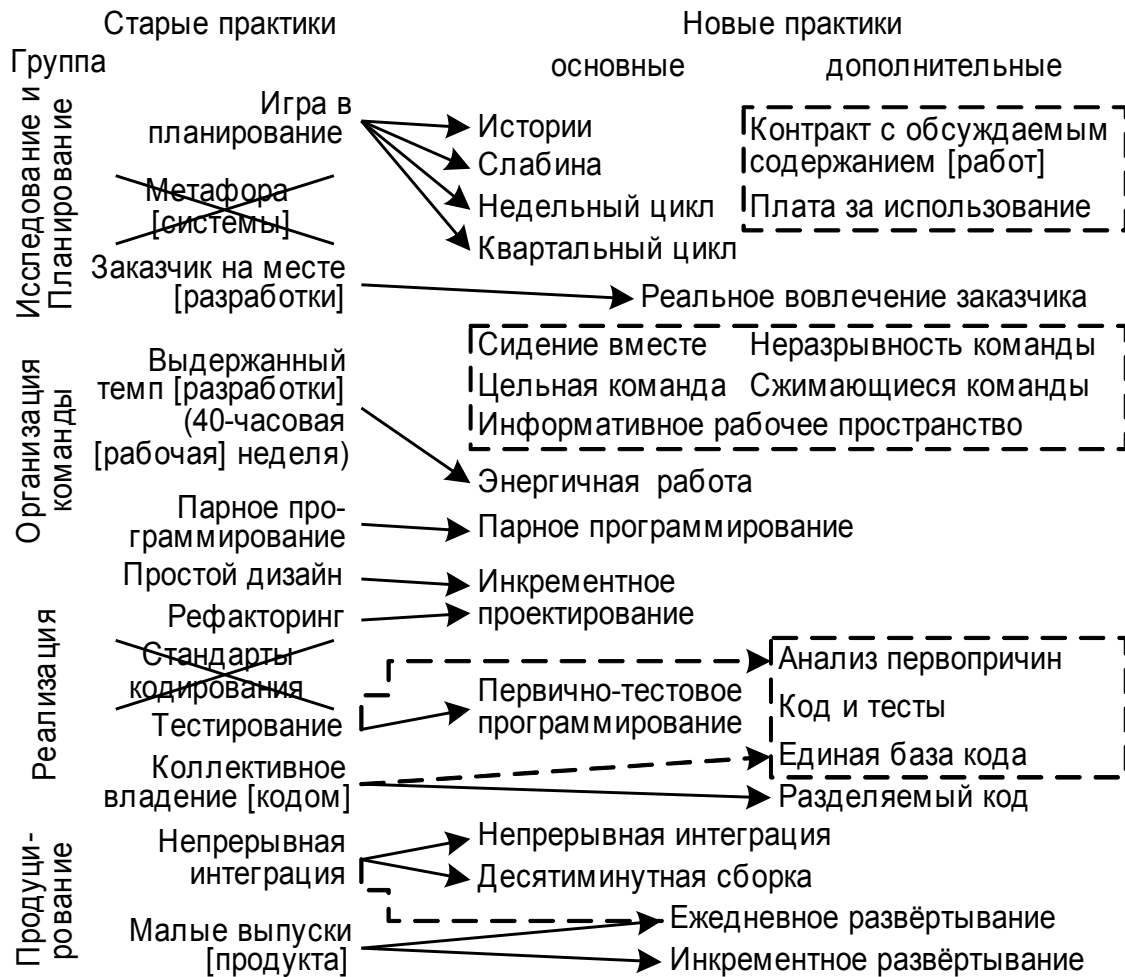 Старые практики
Новые практики
Группа
основные
дополнительные
Исследование и
Планирование
Игра в
планирование
Истории
Слабина
Недельный цикл
Квартальный цикл
Контракт с обсуждаемым
содержанием [работ]
Плата за использование
Метафора
[системы]
Заказчик на месте
[разработки]
Реальное вовлечение заказчика
Организация
команды
Выдержанный
темп [разработки]
(40-часовая
[рабочая] неделя)
Сидение вместе
Неразрывность команды
Цельная команда
Сжимающиеся команды
Информативное рабочее пространство
Энергичная работа
Парное про-
граммирование
Парное программирование
Реализация
Простой дизайн
Рефакторинг
Инкрементное
проектирование
Стандарты
кодирования
Тестирование
Первично-тестовое
программирование
Анализ первопричин
Код и тесты
Единая база кода
Коллективное
владение [кодом]
Разделяемый код
Продуци-
рование
Непрерывная
интеграция
Непрерывная интеграция
Десятиминутная сборка
Малые выпуски
[продукта]
Ежедневное развёртывание
Инкрементное развёртывание